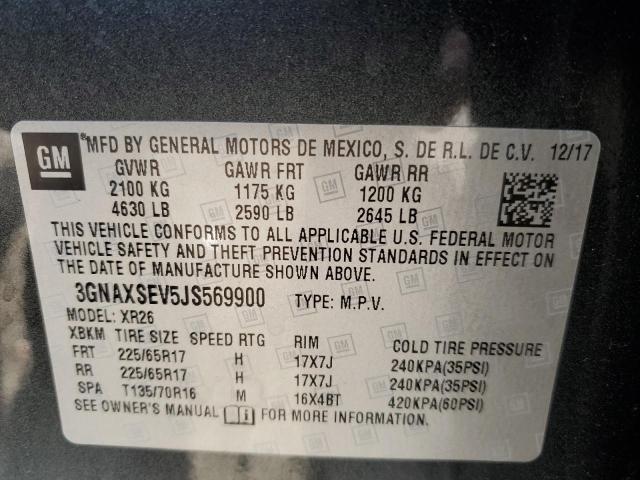 GM ®MFD BY GENERAL MOTORS DE MEXICO, S. DE R.L. DE C.V. 12/17
GVWR GAWR FRT GAWR RR
2100 KG 1175 KG 1200 KG
4630 LB 2590 LB 2645 LB
THIS VEHICLE CONFORMS TO ALL APPLICABLE U.S. FEDERAL MOTOR
VEHICLE SAFETY AND THEFT PREVENTION STANDARDS IN EFFECT ON
THE DATE OF MANUFACTURE SHOWN ABOVE.
3GNAXSEV5JS569900 TYPE: M.P.V.
MODEL: XR26
XBKM TIRE SIZE SPEED RTG RIM COLD TIRE PRESSURE
FRT 225/65R17 H 17X7J 240KPA(35PSI)
RR 225/65R17 H 17X7J 240KPA(35PSI)
SPA T135/70R16 M 16X4BT 420KPA(60PSI)
SEE OWNER'S MANUAL i FOR MORE INFORMATION.